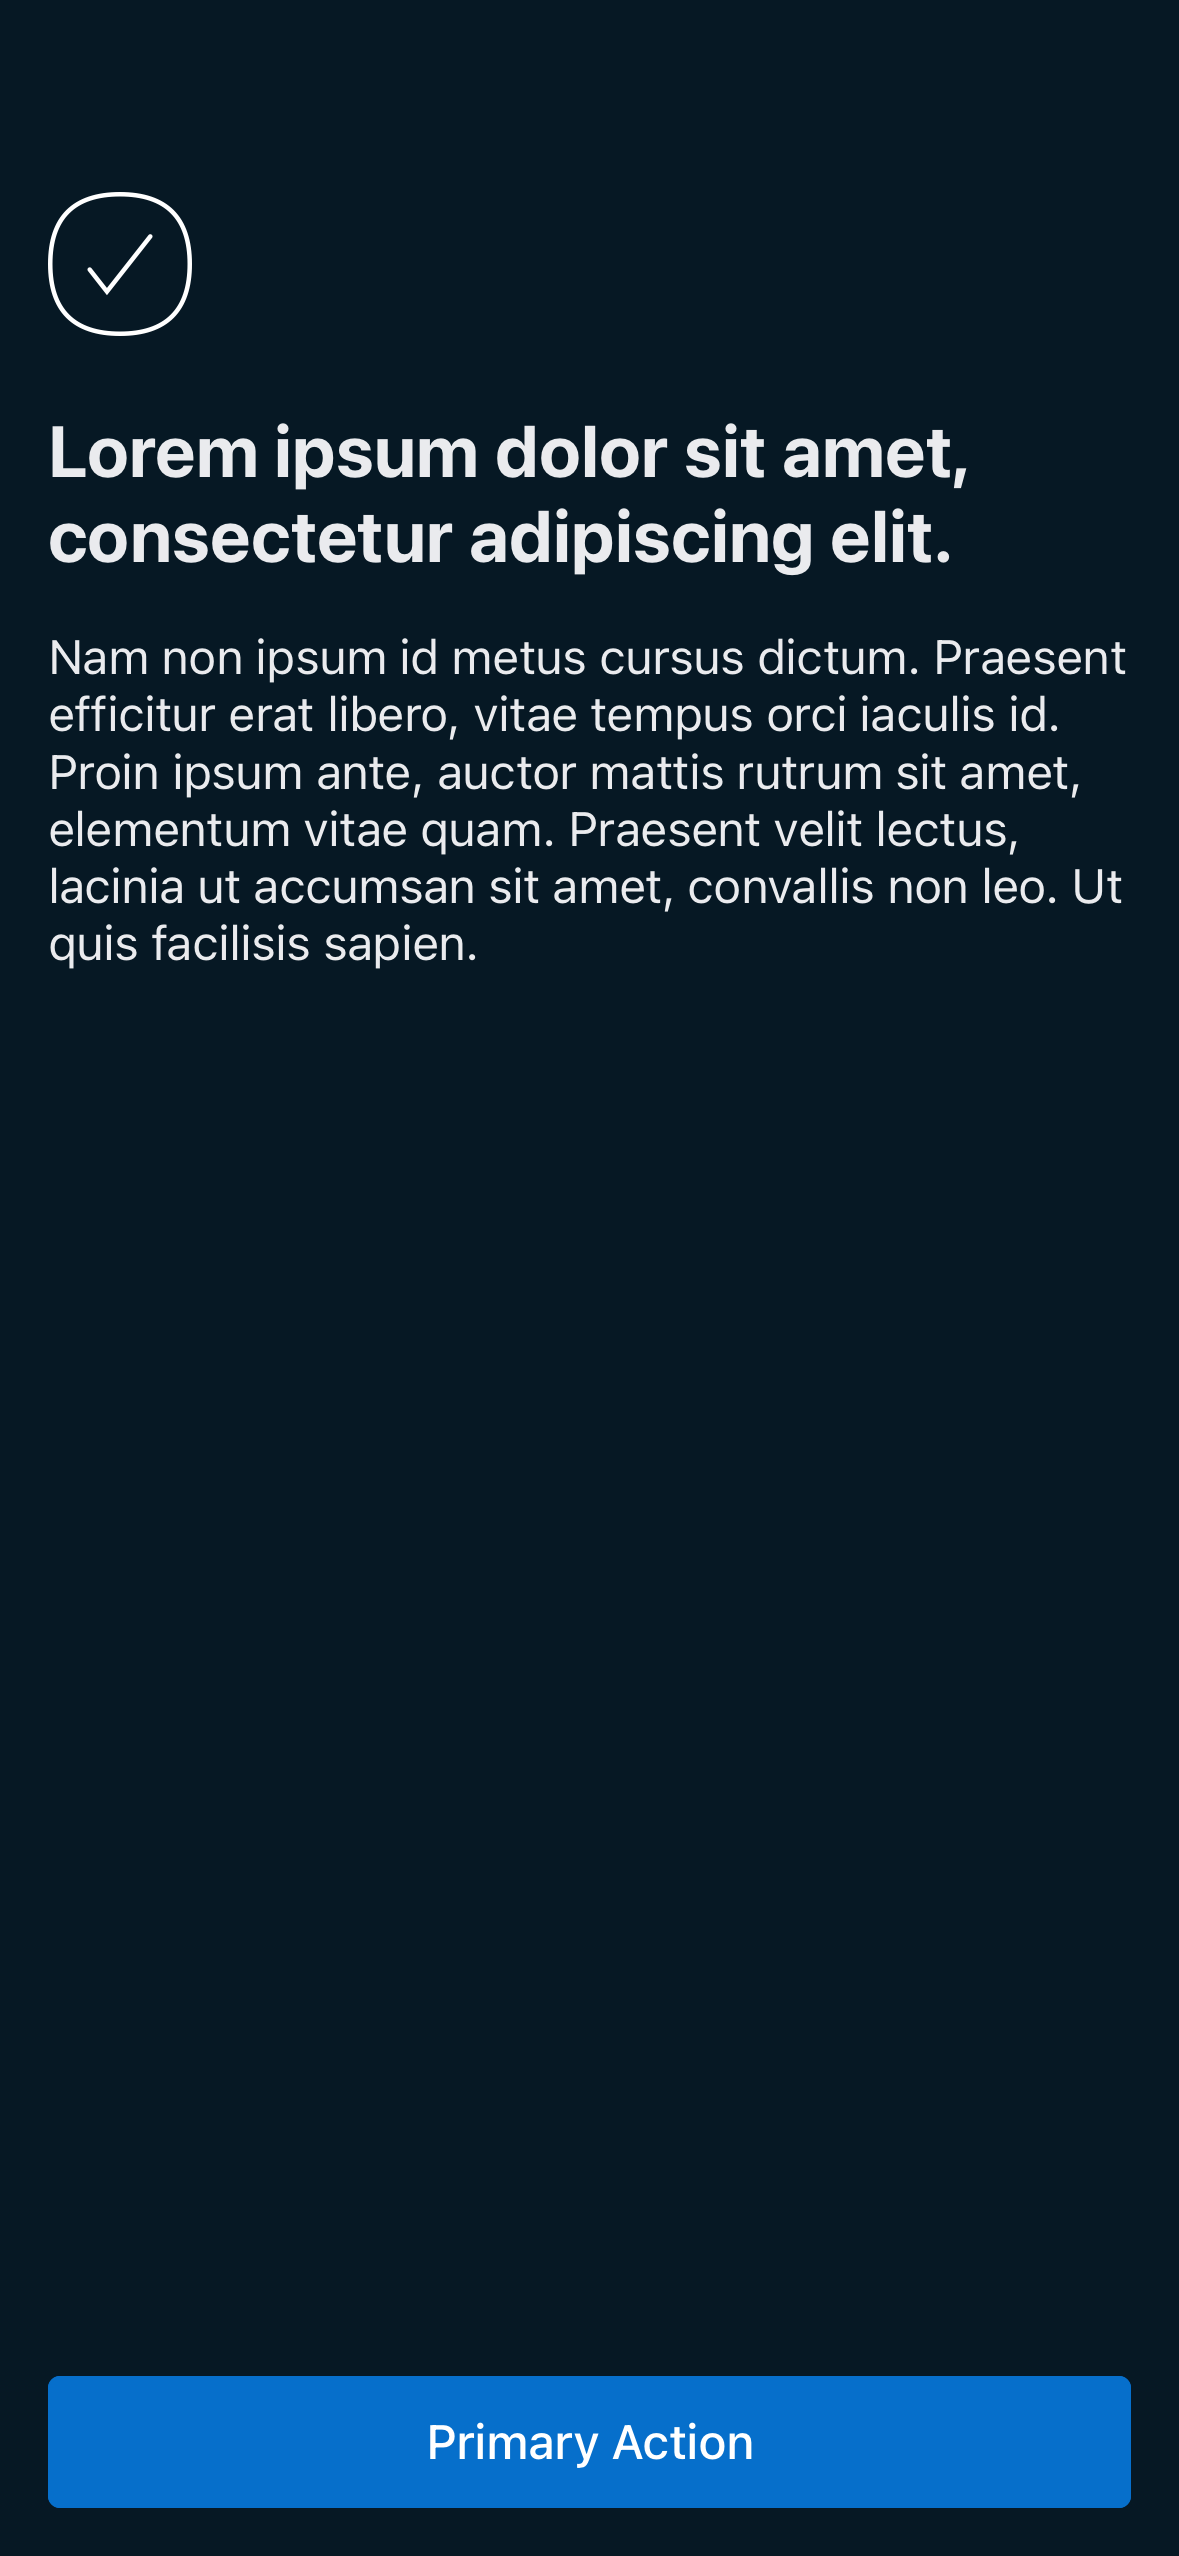 Lorem ipsum dolor sit amet,
consectetur adipiscing elit.
Nam non ipsum id metus cursus dictum. Praesent
efficitur erat libero, vitae tempus orci iaculis id.
Proin ipsum ante, auctor mattis rutrum sit amet,
elementum vitae quam. Praesent velit lectus,
lacinia ut accumsan sit amet, convallis non leo. Ut
quis facilisis sapien.
Primary Action